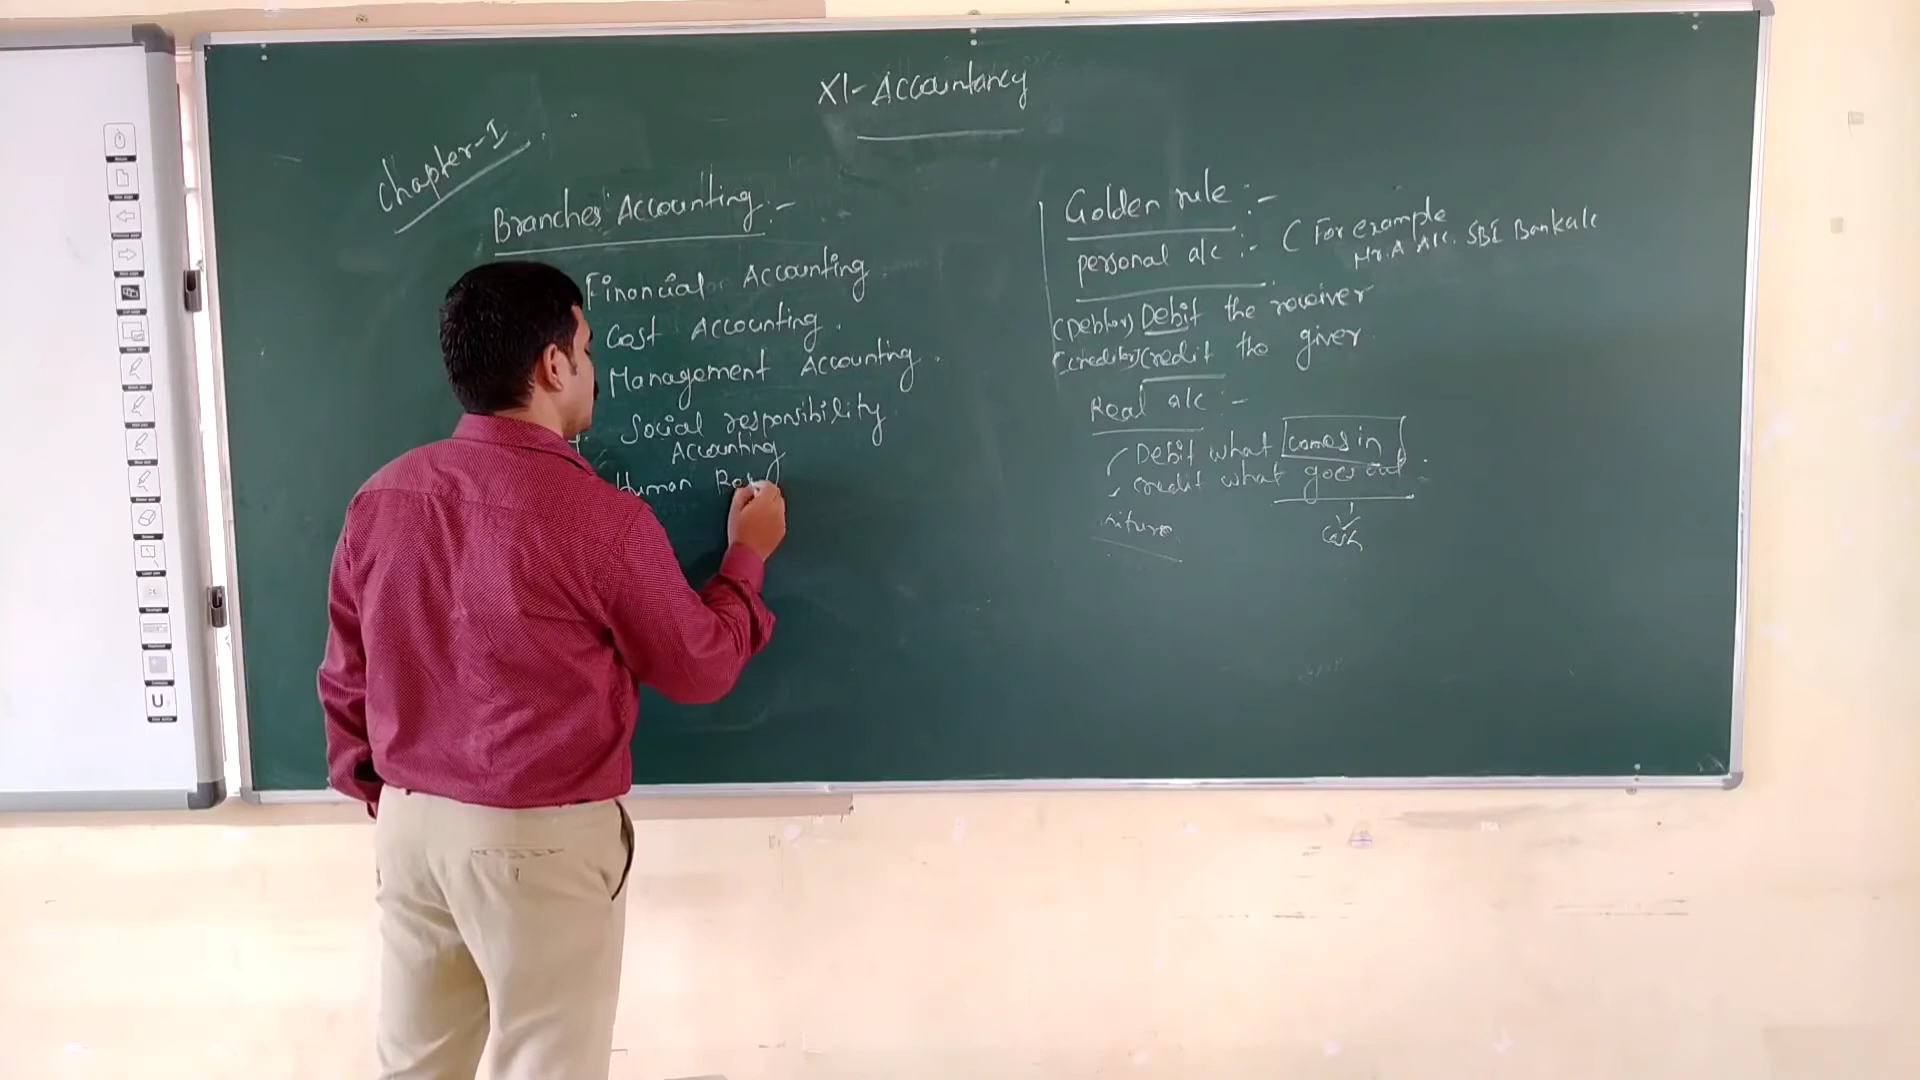 XI-Accountancy
Chapter-I
Branches Accounting:-
Financial Accounting.
Cost Accounting.
Management Accounting.
Social responsibility.
Accounting
Human Res
Golden rule :-
personal a/c :- ( For example
Mr. A A/c. SBI Bank a/c
(Debtor) Debit the receiver
(creditor) credit the giver.
Real a/c :-
Debit what comes in
credit what goes out.
Cash
U